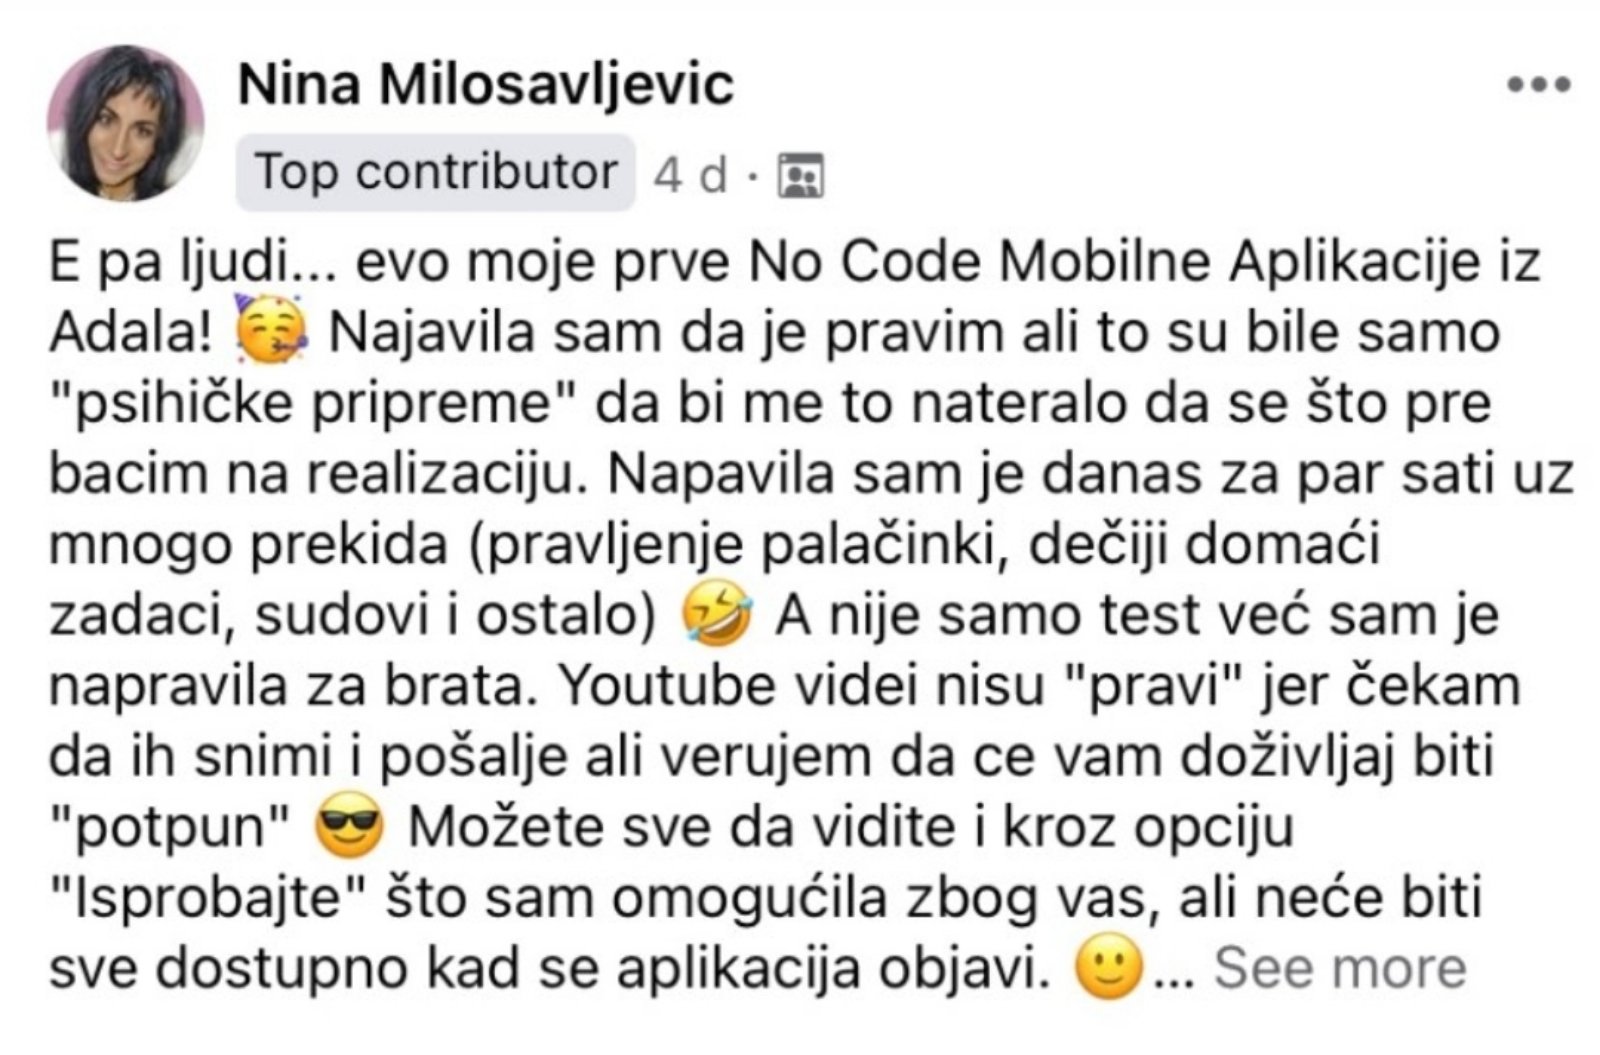 Nina Milosavljevic
Top contributor 4 d ·
E pa ljudi... evo moje prve No Code Mobilne Aplikacije iz
Adala! 🥳 Najavila sam da je pravim ali to su bile samo
"psihičke pripreme" da bi me to nateralo da se što pre
bacim na realizaciju. Napavila sam je danas za par sati uz
mnogo prekida (pravljenje palačinki, dečiji domaći
zadaci, sudovi i ostalo) 🤣 A nije samo test već sam je
napravila za brata. Youtube videi nisu "pravi" jer čekam
da ih snimi i pošalje ali verujem da ce vam doživljaj biti
"potpun" 😎 Možete sve da vidite i kroz opciju
"Isprobajte" što sam omogućila zbog vas, ali neće biti
sve dostupno kad se aplikacija objavi. 🙂... See more